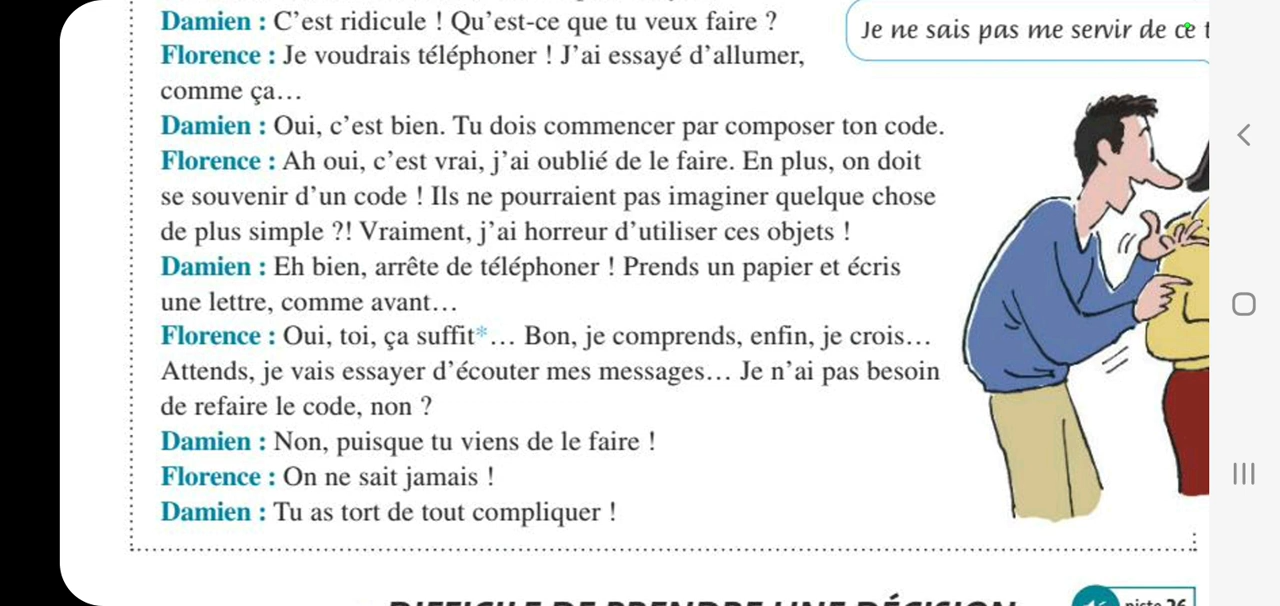 Damien : C’est ridicule ! Qu’est-ce que tu veux faire ?
Je ne sais pas me servir de ce t
Florence : Je voudrais téléphoner ! J’ai essayé d’allumer,
comme ça…
Damien : Oui, c’est bien. Tu dois commencer par composer ton code.
Florence : Ah oui, c’est vrai, j’ai oublié de le faire. En plus, on doit
se souvenir d’un code ! Ils ne pourraient pas imaginer quelque chose
de plus simple ?! Vraiment, j’ai horreur d’utiliser ces objets !
Damien : Eh bien, arrête de téléphoner ! Prends un papier et écris
une lettre, comme avant…
Florence : Oui, toi, ça suffit*… Bon, je comprends, enfin, je crois…
Attends, je vais essayer d’écouter mes messages… Je n’ai pas besoin
de refaire le code, non ?
Damien : Non, puisque tu viens de le faire !
Florence : On ne sait jamais !
Damien : Tu as tort de tout compliquer !
DIFFICILE DE PRENDRE UNE DÉCISION
piste 26